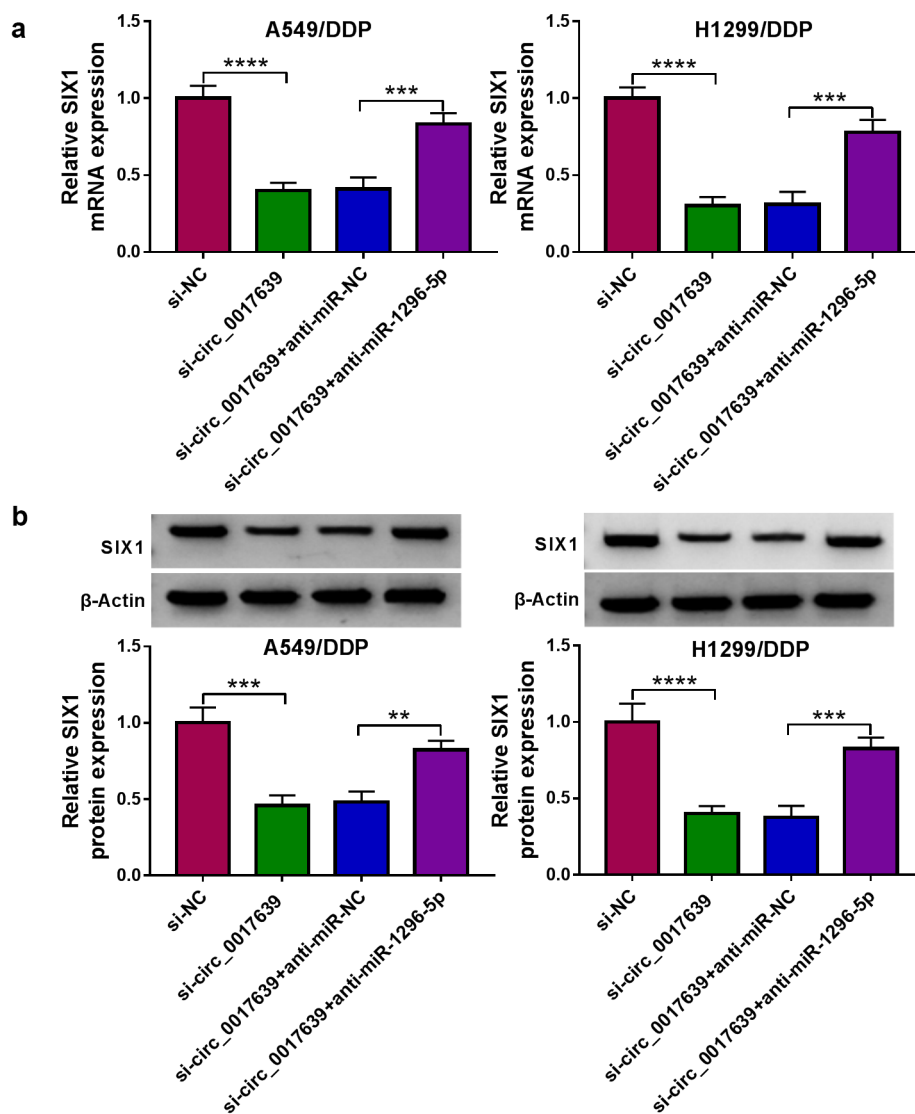 a
A549/DDP
Relative SIX1
mRNA expression
1.5
1.0
0.5
0.0
****
***
si-NC
si-circ_0017639
si-circ_0017639+anti-miR-NC
si-circ_0017639+anti-miR-1296-5p
H1299/DDP
Relative SIX1
mRNA expression
1.5
1.0
0.5
0.0
****
***
si-NC
si-circ_0017639
si-circ_0017639+anti-miR-NC
si-circ_0017639+anti-miR-1296-5p
b
SIX1
β-Actin
A549/DDP
Relative SIX1
protein expression
1.5
1.0
0.5
0.0
***
**
si-NC
si-circ_0017639
si-circ_0017639+anti-miR-NC
si-circ_0017639+anti-miR-1296-5p
SIX1
β-Actin
H1299/DDP
Relative SIX1
protein expression
1.5
1.0
0.5
0.0
****
***
si-NC
si-circ_0017639
si-circ_0017639+anti-miR-NC
si-circ_0017639+anti-miR-1296-5p